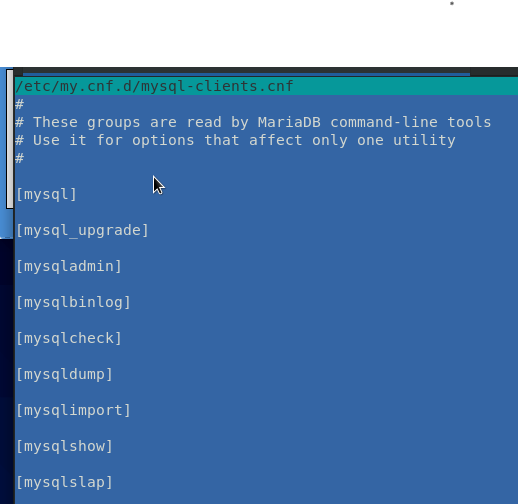 /etc/my.cnf.d/mysql-clients.cnf
#
# These groups are read by MariaDB command-line tools
# Use it for options that affect only one utility
#
[mysql]
[mysql_upgrade]
[mysqladmin]
[mysqlbinlog]
[mysqlcheck]
[mysqldump]
[mysqlimport]
[mysqlshow]
[mysqlslap]